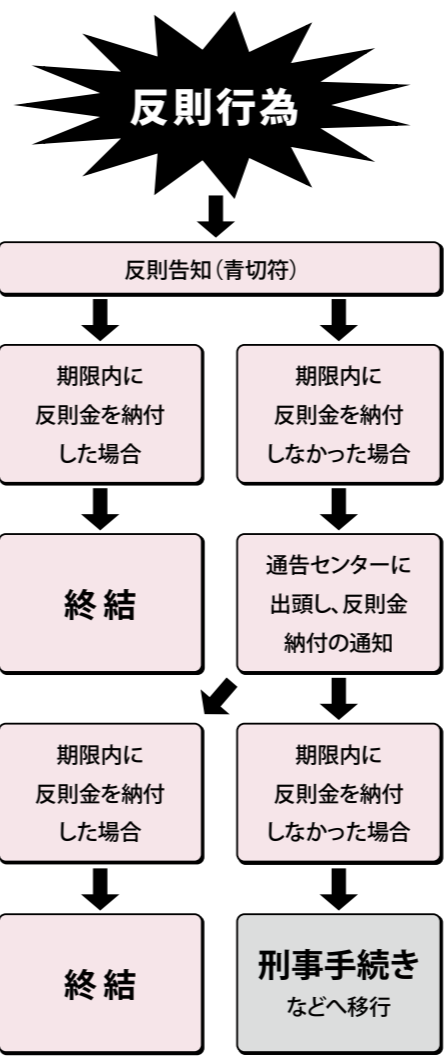 反則行為
反則告知（青切符）
期限内に
反則金を納付
した場合
期限内に
反則金を納付
しなかった場合
終結
通告センターに
出頭し、反則金
納付の通知
期限内に
反則金を納付
した場合
期限内に
反則金を納付
しなかった場合
終結
刑事手続き
などへ移行